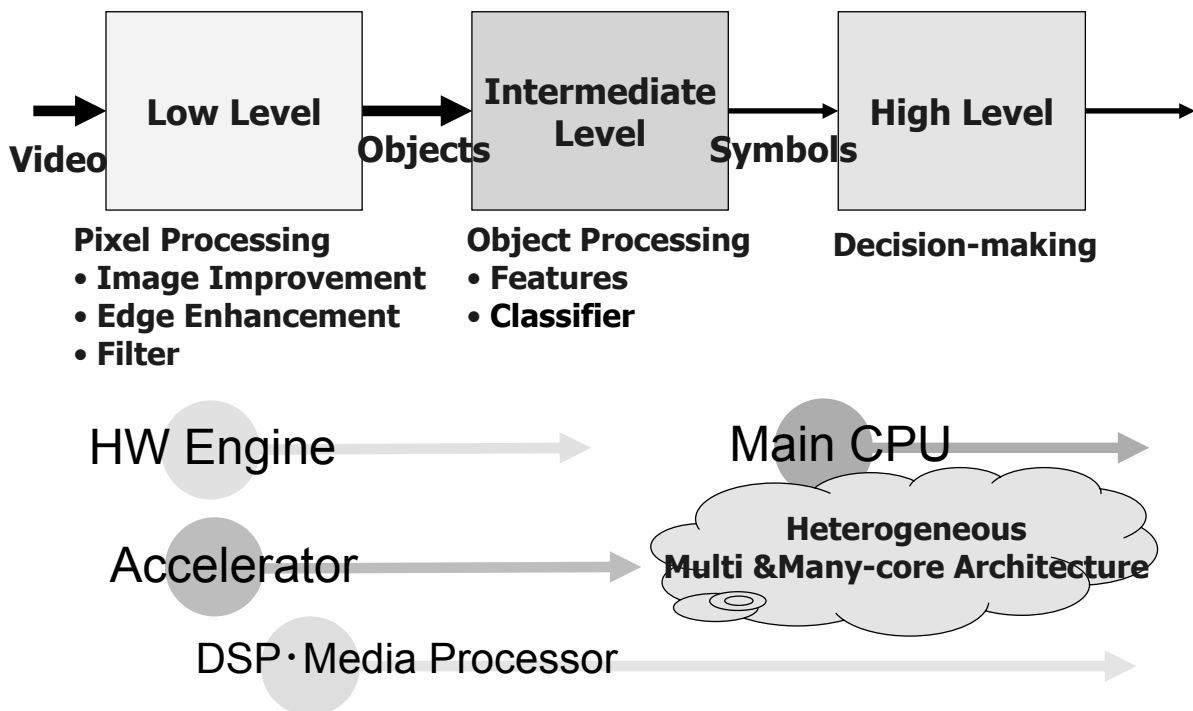 Low Level
Intermediate
Level
High Level
Video
Objects
Symbols
Pixel Processing
• Image Improvement
• Edge Enhancement
• Filter
Object Processing
• Features
• Classifier
Decision-making
HW Engine
Main CPU
Accelerator
Heterogeneous
Multi &Many-core Architecture
DSP・Media Processor